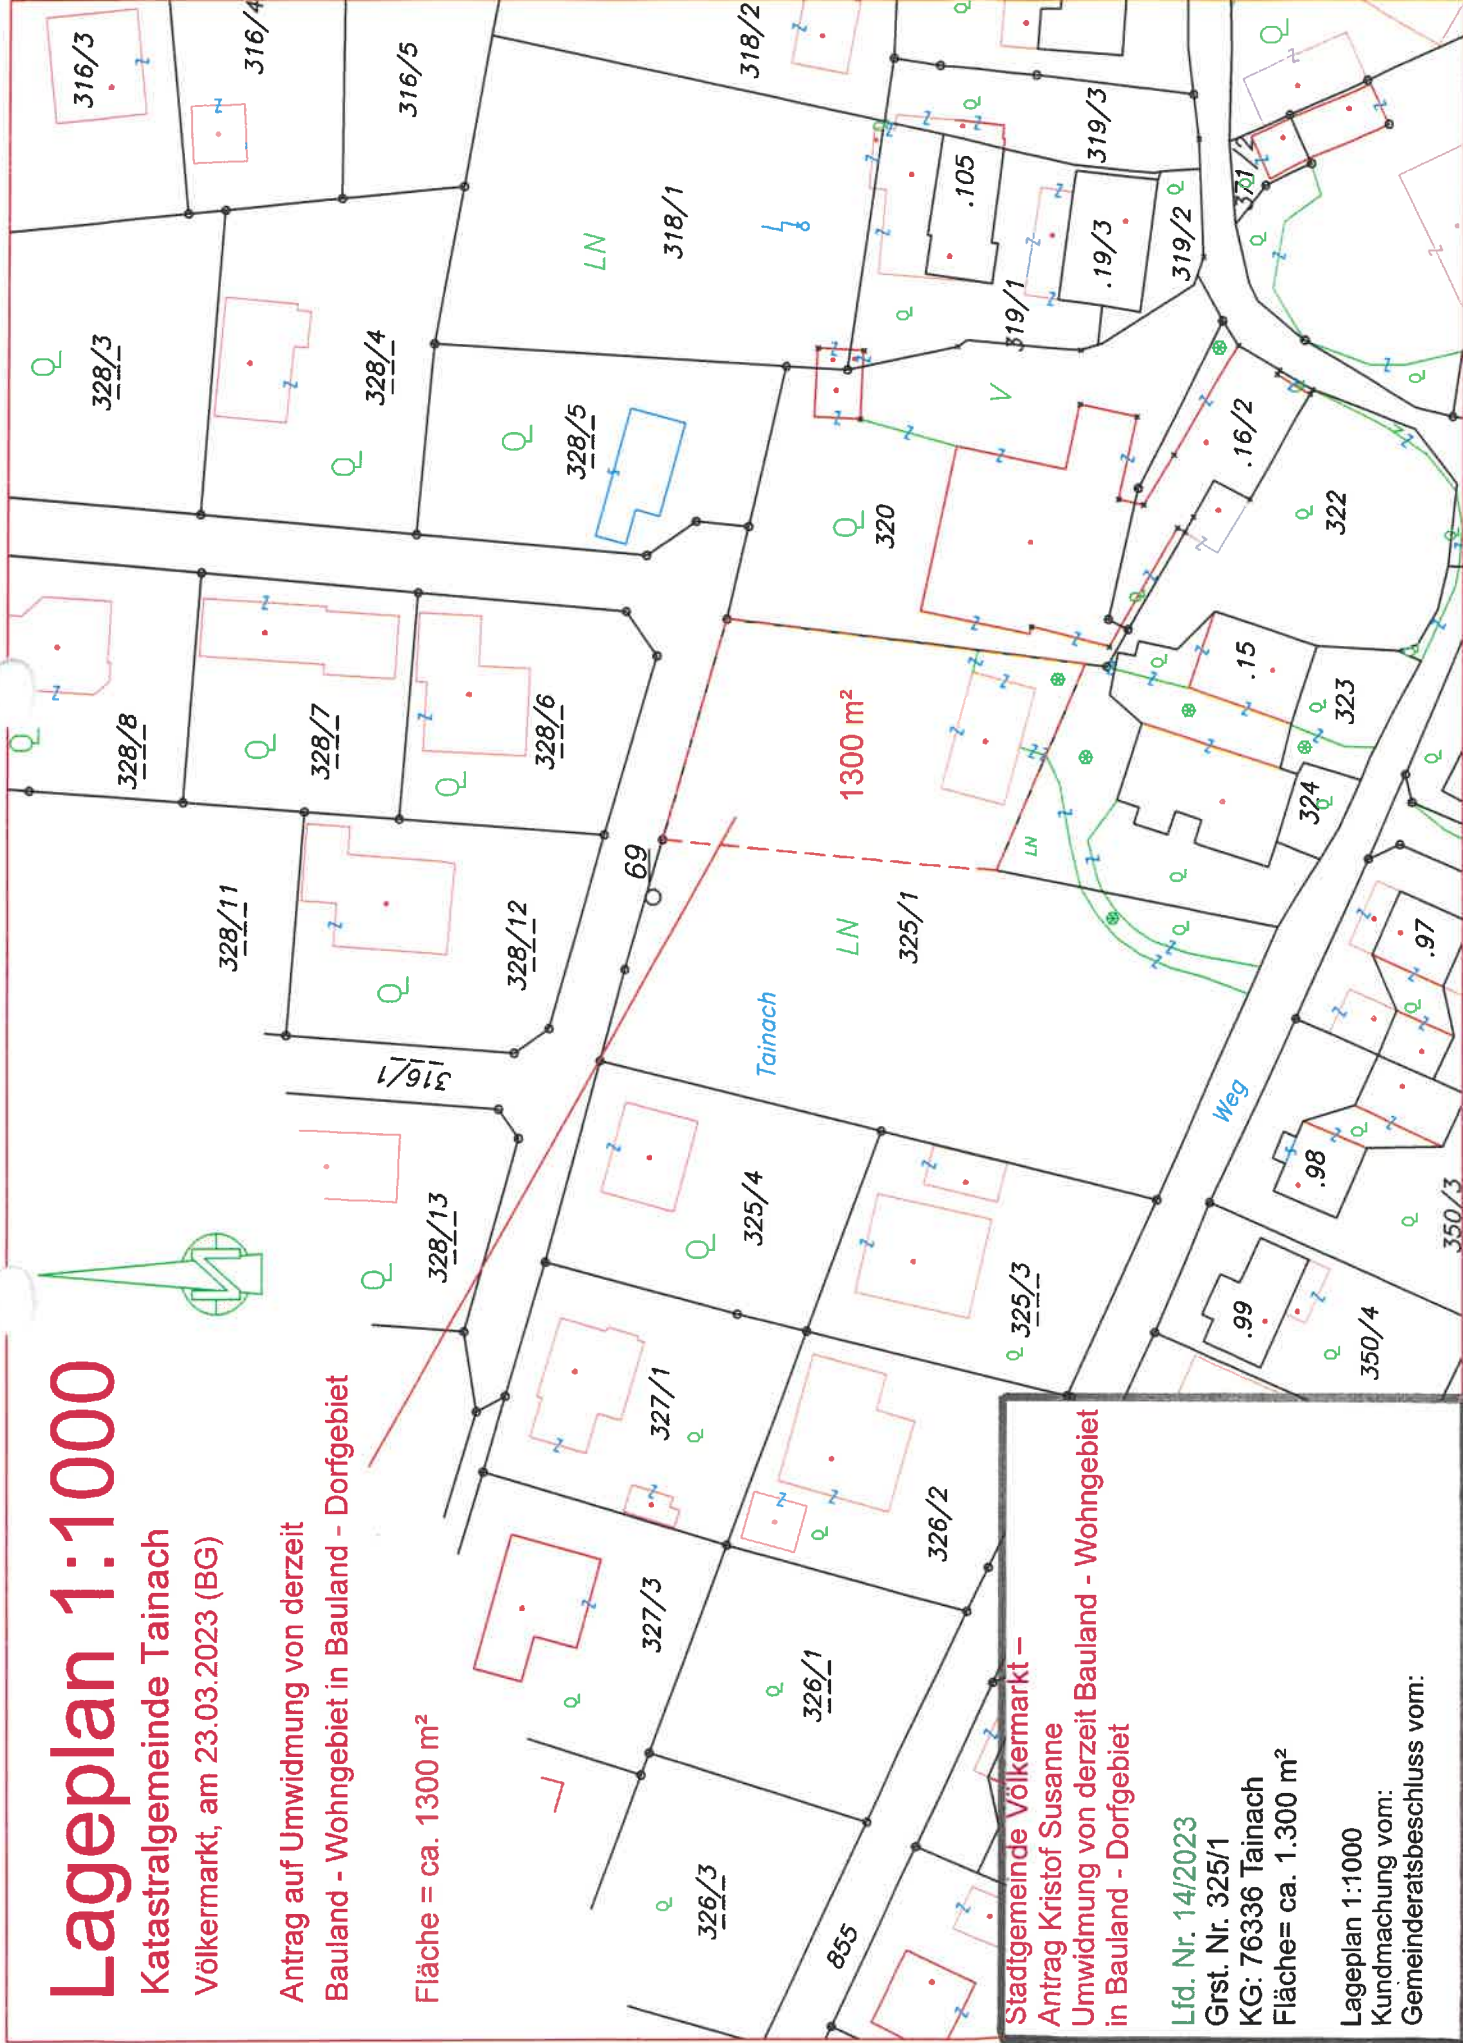 Lageplan 1:1000
Katastralgemeinde Tainach
Völkermarkt, am 23.03.2023 (BG)
Antrag auf Umwidmung von derzeit
Bauland - Wohngebiet in Bauland - Dorfgebiet
Fläche = ca. 1300 m²
316/3
316/4
316/5
318/2
328/3
328/4
328/5
LN
318/1
.105
319/3
319/1
.19/3
319/2
371/2
328/8
328/7
328/6
320
V
.16/2
322
1300 m²
.15
323
324
LN
328/11
328/12
69
316/1
LN
325/1
Tainach
Weg
.97
.98
350/3
.99
350/4
328/13
325/4
325/3
327/1
326/2
327/3
326/1
326/3
855
Stadtgemeinde Völkermarkt –
Antrag Kristof Susanne
Umwidmung von derzeit Bauland - Wohngebiet
in Bauland - Dorfgebiet
Lfd. Nr. 14/2023
Grst. Nr. 325/1
KG: 76336 Tainach
Fläche= ca. 1.300 m²
Lageplan 1:1000
Kundmachung vom:
Gemeinderatsbeschluss vom: